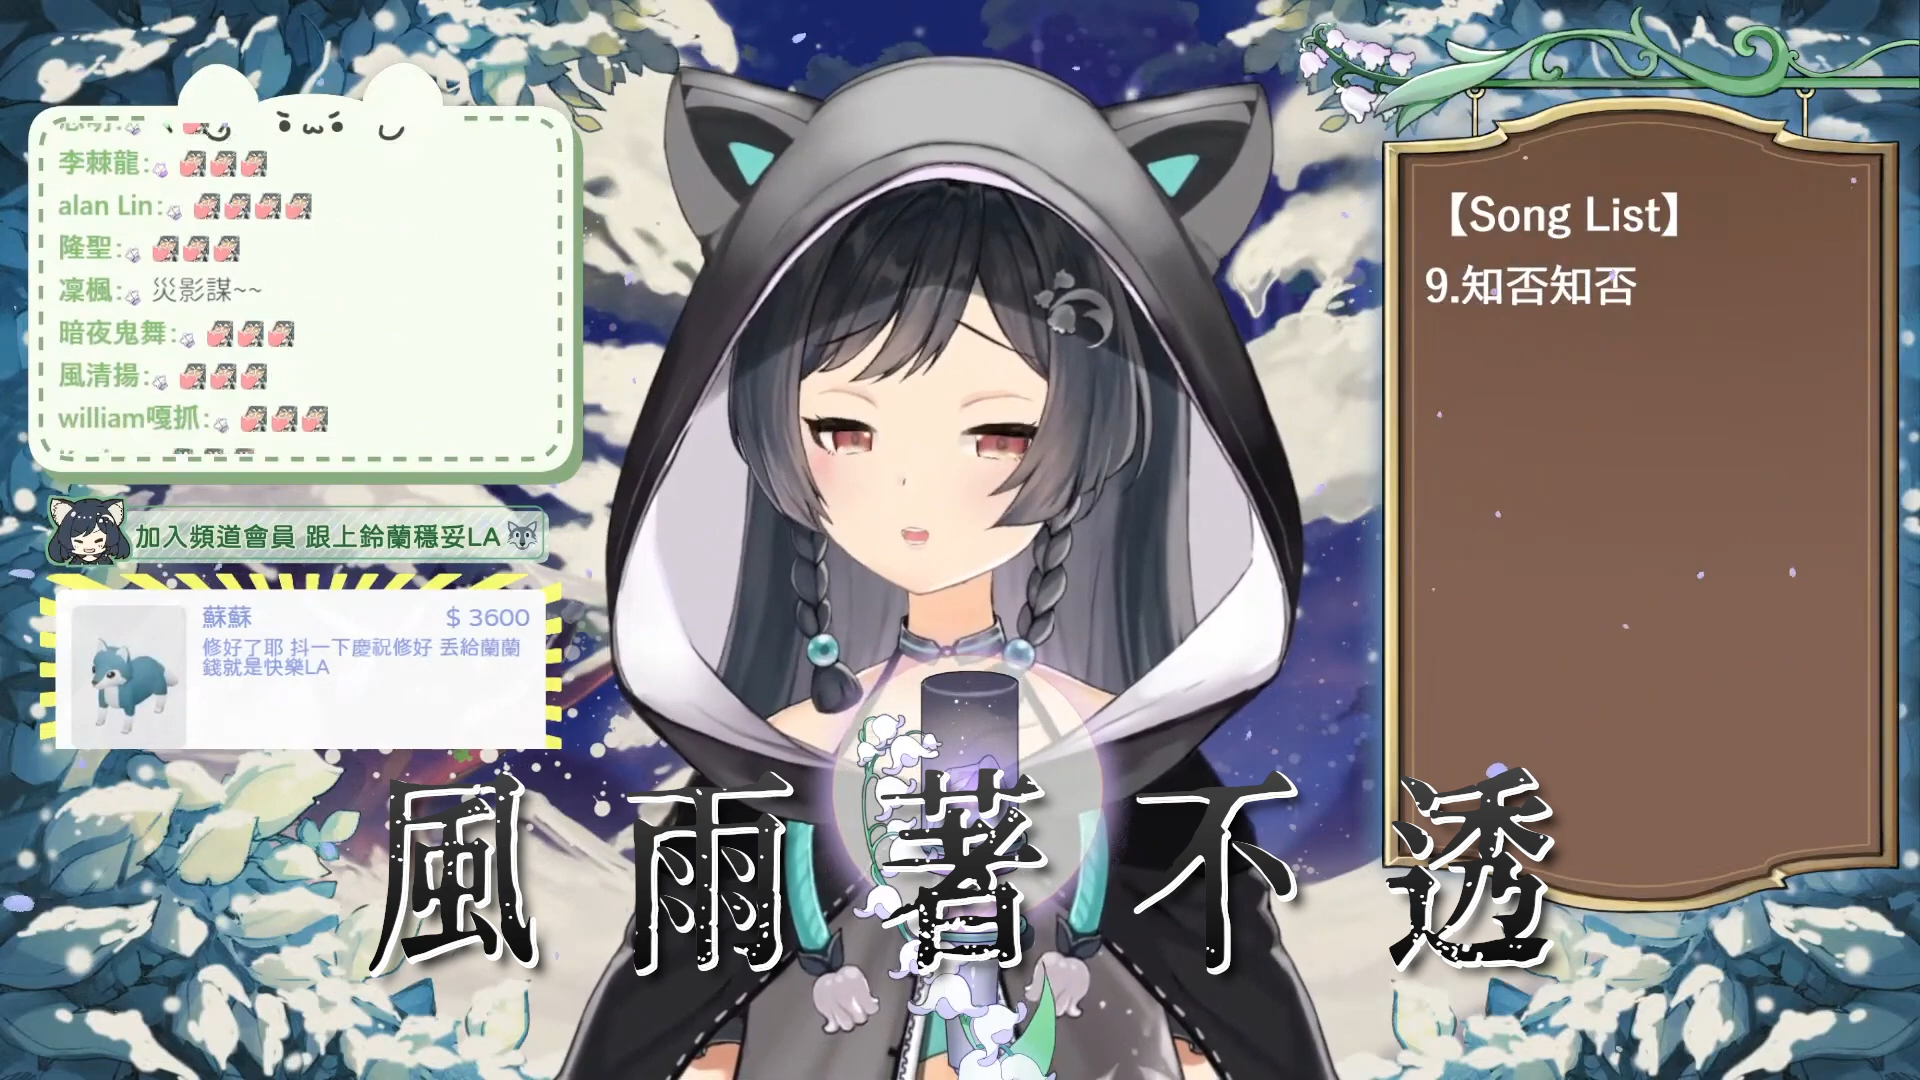 李棘龍:
alan Lin:
隆聖:
凜楓: 災影謀~~
暗夜鬼舞:
風清揚:
william嘎抓:
加入頻道會員 跟上鈴蘭穩妥LA
蘇蘇 $ 3600
修好了耶 抖一下慶祝修好 丟給蘭蘭
錢就是快樂LA
【Song List】
9.知否知否
風雨著不透